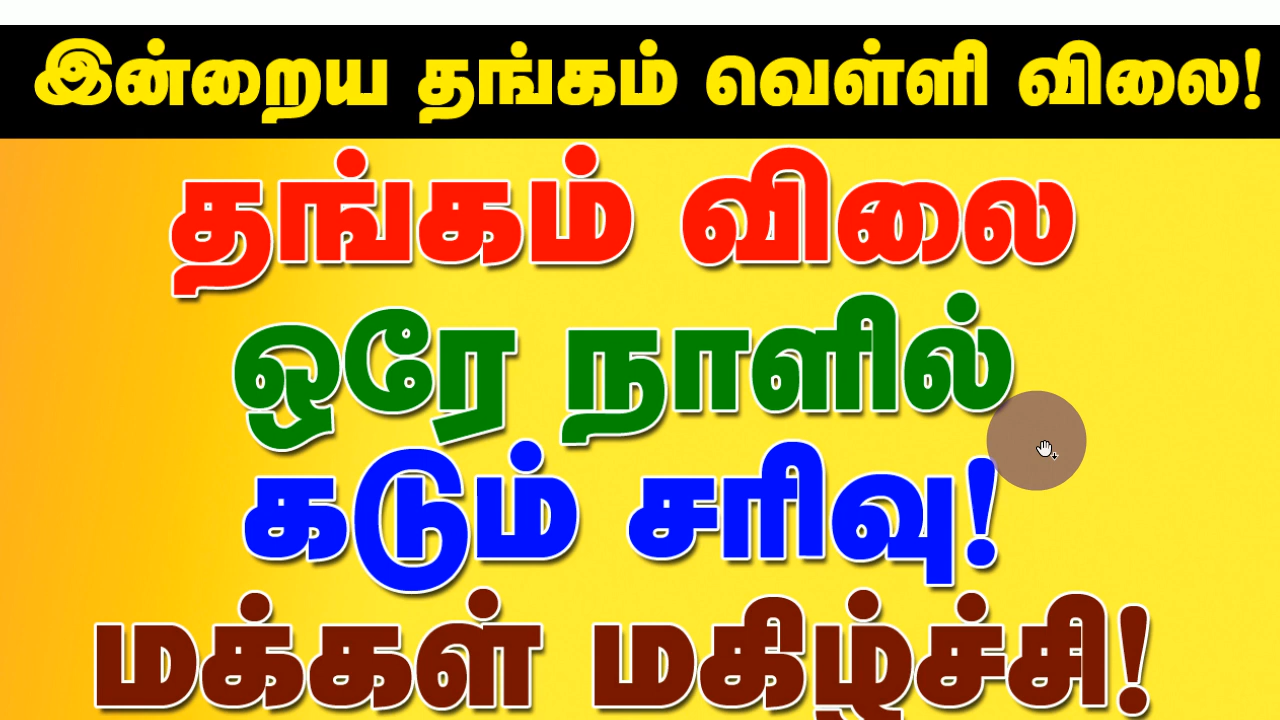 இன்றைய தங்கம் வெள்ளி விலை!
தங்கம் விலை
ஒரே நாளில்
கடும் சரிவு!
மக்கள் மகிழ்ச்சி!